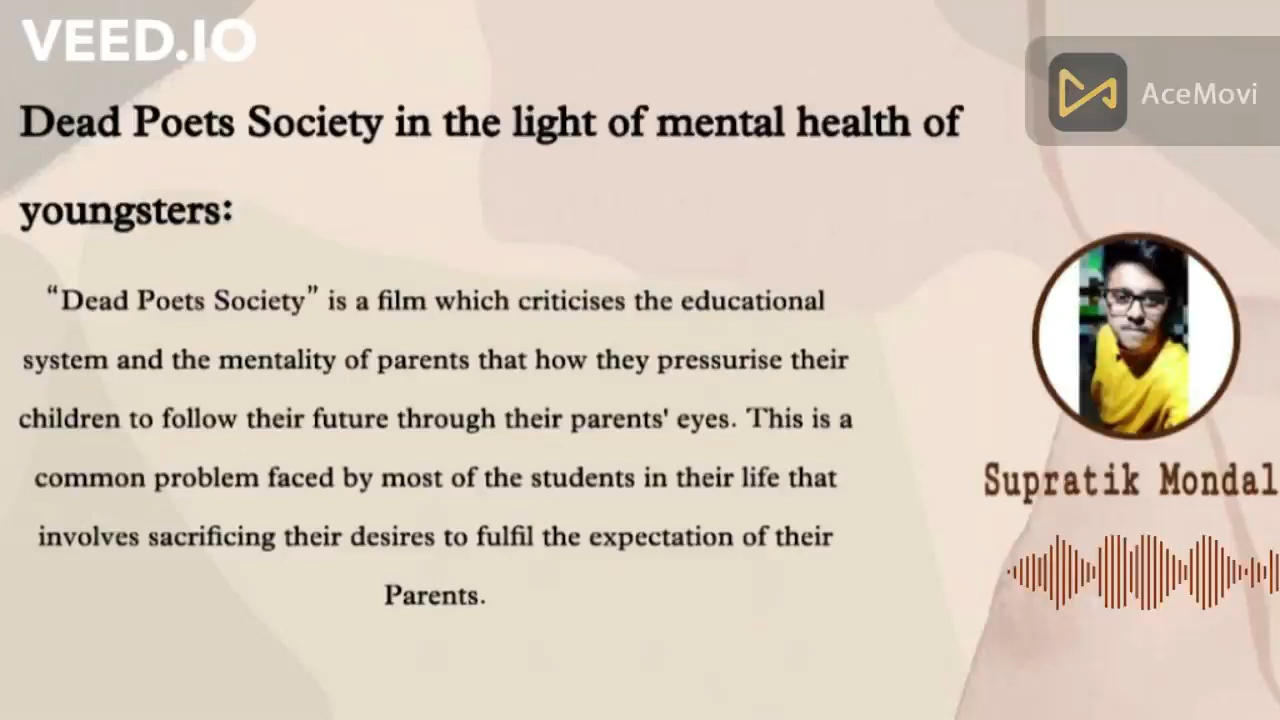 VEED.IO
AceMovi
Dead Poets Society in the light of mental health of
youngsters:
“Dead Poets Society” is a film which criticises the educational
system and the mentality of parents that how they pressurise their
children to follow their future through their parents' eyes. This is a
common problem faced by most of the students in their life that
involves sacrificing their desires to fulfil the expectation of their
Parents.
Supratik Mondal